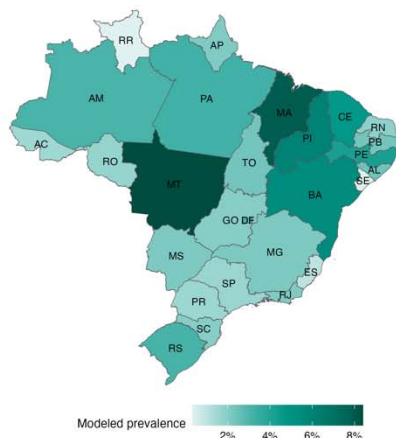 RR
AP
AM
PA
MA
CE
RN
PI
PB
PE
AC
AL
RO
TO
SE
MT
BA
GO DF
MG
MS
ES
SP
RJ
PR
SC
RS
Modeled prevalence
2% 4% 6% 8%